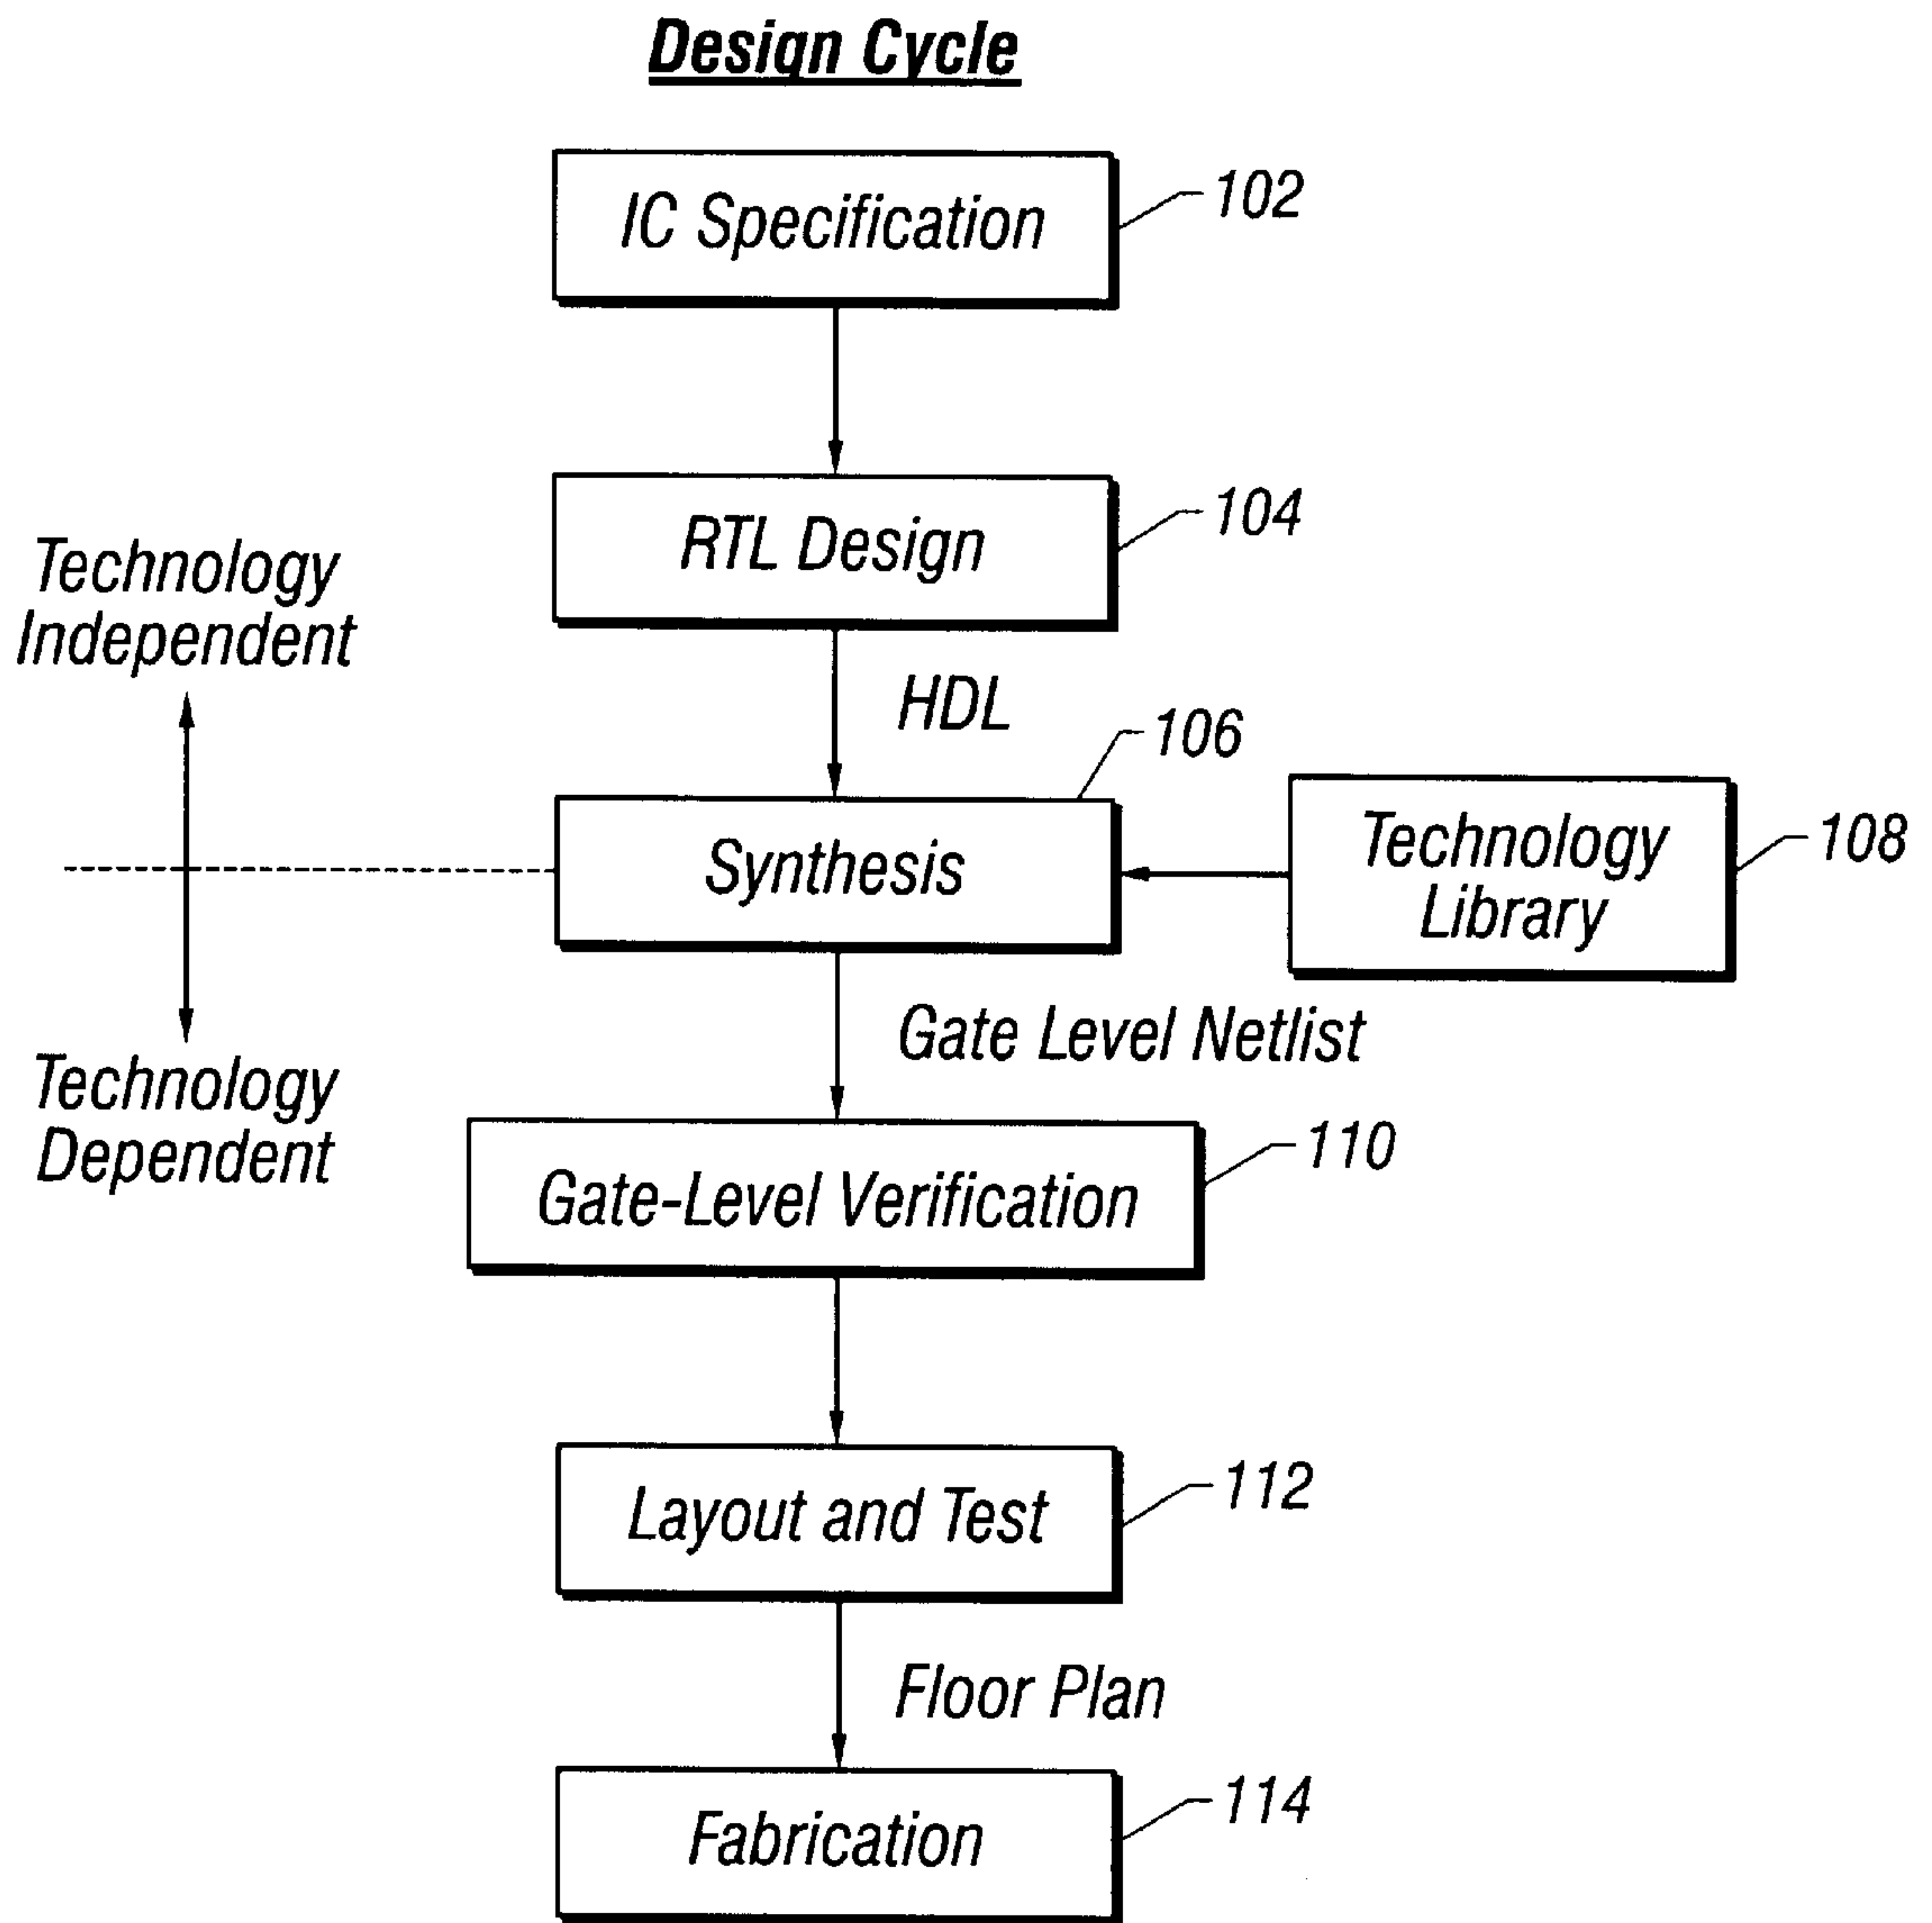 Design Cycle
IC Specification
102
RTL Design
104
Technology
Independent
HDL
106
Synthesis
Technology
Library
108
Gate Level Netlist
Technology
Dependent
110
Gate-Level Verification
Layout and Test
112
Floor Plan
Fabrication
114